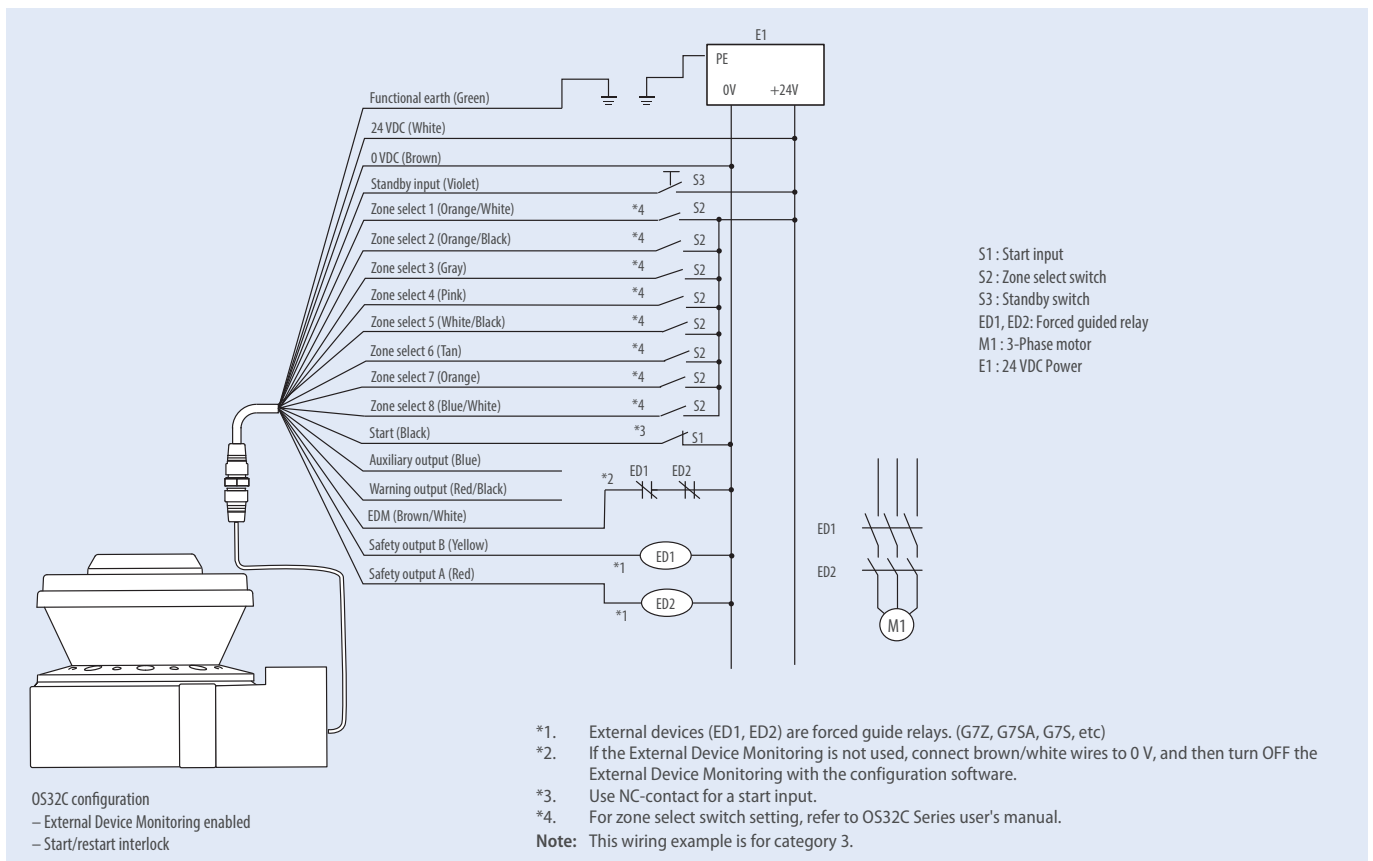 E1
PE
0V +24V
Functional earth (Green)
24 VDC (White)
0 VDC (Brown)
Standby input (Violet) S3
Zone select 1 (Orange/White) *4 S2
Zone select 2 (Orange/Black) *4 S2
Zone select 3 (Gray) *4 S2
Zone select 4 (Pink) *4 S2
Zone select 5 (White/Black) *4 S2
Zone select 6 (Tan) *4 S2
Zone select 7 (Orange) *4 S2
Zone select 8 (Blue/White) *4 S2
Start (Black) *3 S1
Auxiliary output (Blue)
Warning output (Red/Black) *2 ED1 ED2
EDM (Brown/White)
Safety output B (Yellow) *1 ED1
Safety output A (Red) *1 ED2
S1 : Start input
S2 : Zone select switch
S3 : Standby switch
ED1, ED2: Forced guided relay
M1 : 3-Phase motor
E1 : 24 VDC Power
ED1
ED2
M1
OS32C configuration
– External Device Monitoring enabled
– Start/restart interlock
*1. External devices (ED1, ED2) are forced guide relays. (G7Z, G7SA, G7S, etc)
*2. If the External Device Monitoring is not used, connect brown/white wires to 0 V, and then turn OFF the
External Device Monitoring with the configuration software.
*3. Use NC-contact for a start input.
*4. For zone select switch setting, refer to OS32C Series user's manual.
Note: This wiring example is for category 3.